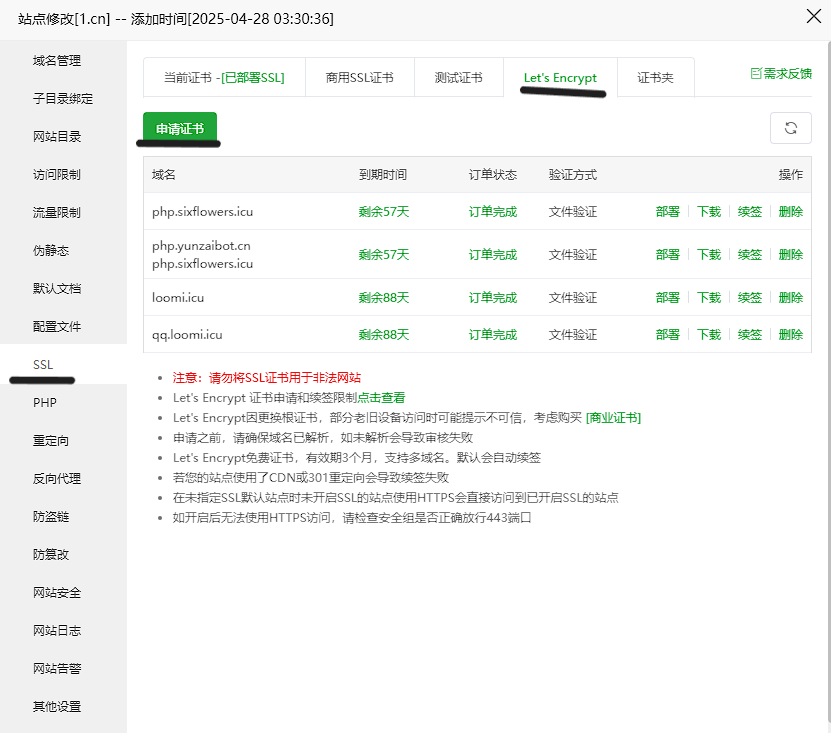 站点修改[1.cn] -- 添加时间[2025-04-28 03:30:36]
域名管理
子目录绑定
网站目录
访问限制
流量限制
伪静态
默认文档
配置文件
SSL
PHP
重定向
反向代理
防盗链
防篡改
网站安全
网站日志
网站告警
其他设置
当前证书 -[已部署SSL] 商用SSL证书 测试证书 Let's Encrypt 证书夹 需求反馈
申请证书
域名 到期时间 订单状态 验证方式 操作
php.sixflowers.icu 剩余57天 订单完成 文件验证 部署 下载 续签 删除
php.yunzaibot.cn
php.sixflowers.icu 剩余57天 订单完成 文件验证 部署 下载 续签 删除
loomi.icu 剩余88天 订单完成 文件验证 部署 下载 续签 删除
qq.loomi.icu 剩余88天 订单完成 文件验证 部署 下载 续签 删除
注意：请勿将SSL证书用于非法网站
Let's Encrypt 证书申请和续签限制点击查看
Let's Encrypt因更换根证书，部分老旧设备访问时可能提示不可信，考虑购买 [商业证书]
申请之前，请确保域名已解析，如未解析会导致审核失败
Let's Encrypt免费证书，有效期3个月，支持多域名。默认会自动续签
若您的站点使用了CDN或301重定向会导致续签失败
在未指定SSL默认站点时未开启SSL的站点使用HTTPS会直接访问到已开启SSL的站点
如开启后无法使用HTTPS访问，请检查安全组是否正确放行443端口